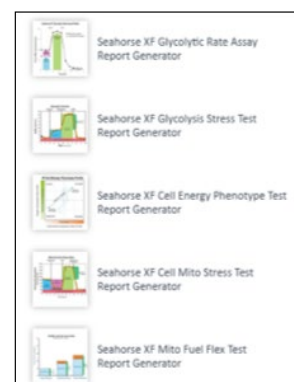 Seahorse XF Glycolytic Rate Assay
Report Generator
Seahorse XF Glycolysis Stress Test
Report Generator
Seahorse XF Cell Energy Phenotype Test
Report Generator
Seahorse XF Cell Mito Stress Test
Report Generator
Seahorse XF Mito Fuel Flex Test
Report Generator